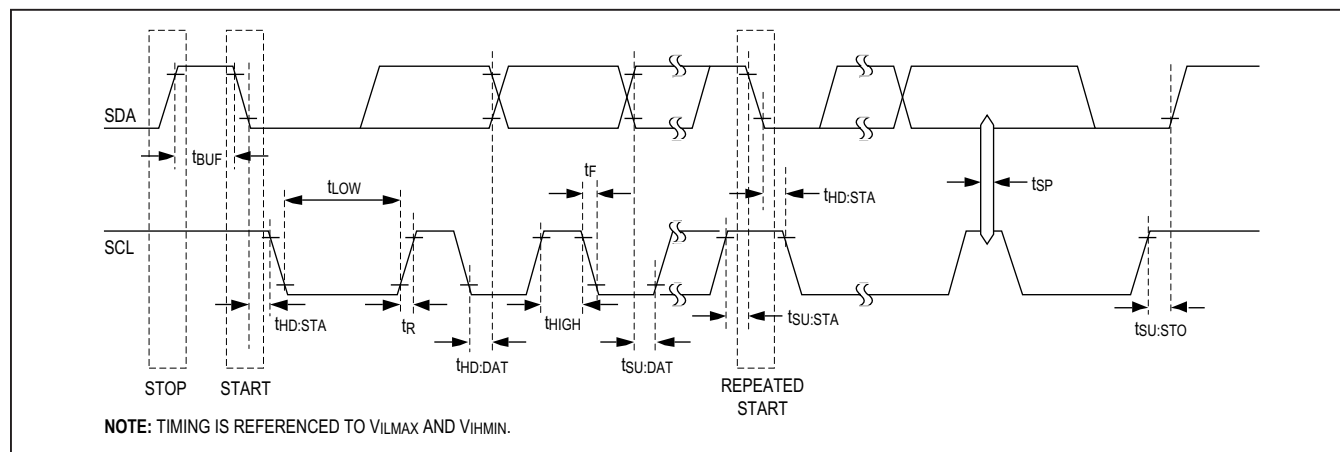 SDA
tBUF
tLOW
tF
tHD:STA
tSP
SCL
tHD:STA
tR
tHIGH
tSU:STA
tSU:STO
tHD:DAT
tSU:DAT
STOP
START
REPEATED
START
NOTE: TIMING IS REFERENCED TO VILMAX AND VIHMIN.